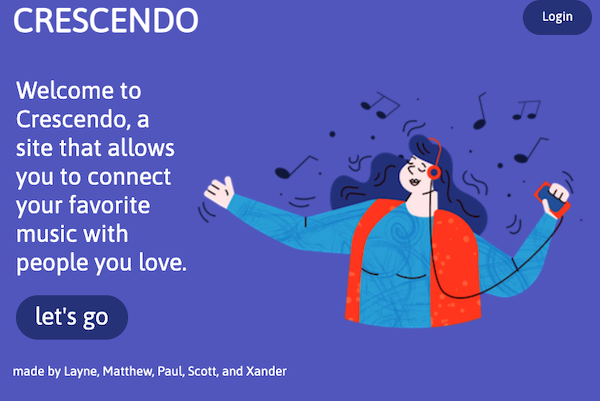 CRESCENDO
Login
Welcome to
Crescendo, a
site that allows
you to connect
your favorite
music with
people you love.
let's go
made by Layne, Matthew, Paul, Scott, and Xander